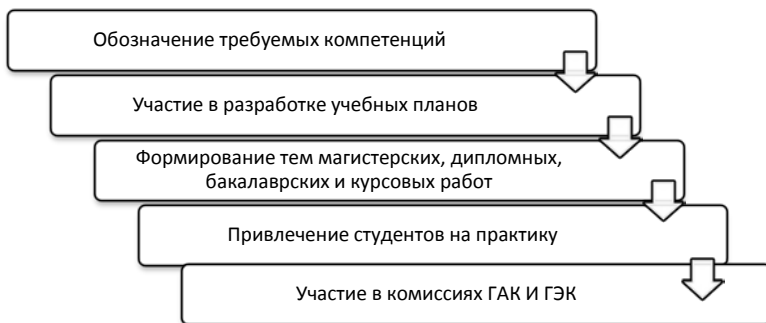 Обозначение требуемых компетенций
Участие в разработке учебных планов
Формирование тем магистерских, дипломных,
бакалаврских и курсовых работ
Привлечение студентов на практику
Участие в комиссиях ГАК И ГЭК